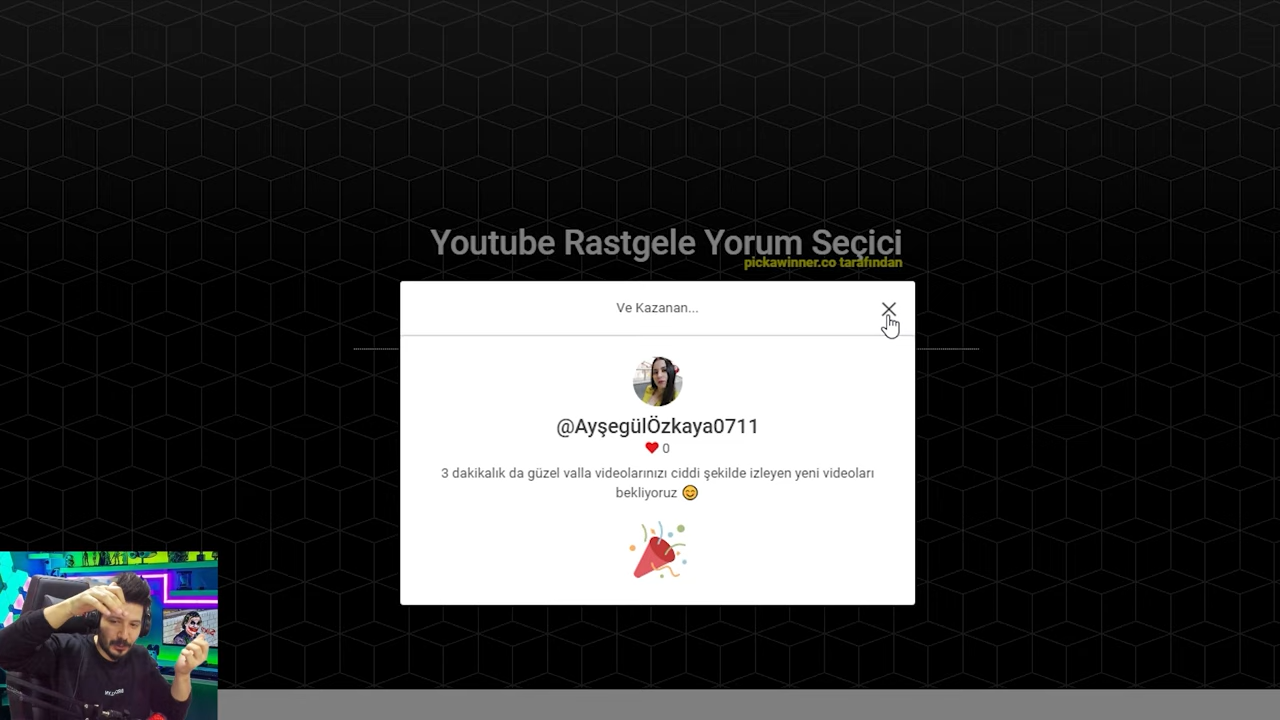 Youtube Rastgele Yorum Seçici
pickawinner.co tarafından
Ve Kazanan...
@AyşegülÖzkaya0711
0
3 dakikalık da güzel valla videolarınızı ciddi şekilde izleyen yeni videoları
bekliyoruz 😊